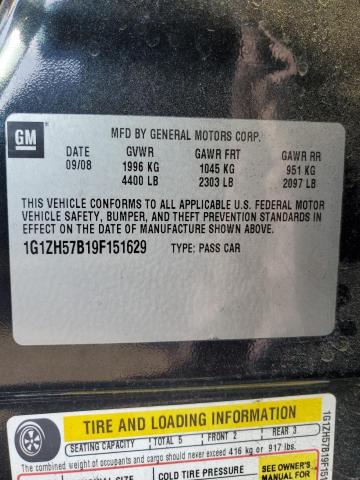 GM
MFD BY GENERAL MOTORS CORP.
DATE GVWR GAWR FRT GAWR RR
09/08 1996 KG 1045 KG 951 KG
4400 LB 2303 LB 2097 LB
THIS VEHICLE CONFORMS TO ALL APPLICABLE U.S. FEDERAL MOTOR
VEHICLE SAFETY, BUMPER, AND THEFT PREVENTION STANDARDS IN
EFFECT ON THE DATE OF MANUFACTURE SHOWN ABOVE.
1G1ZH57B19F151629 TYPE: PASS CAR
TIRE AND LOADING INFORMATION
SEATING CAPACITY TOTAL 5 FRONT 2 REAR 3
The combined weight of occupants and cargo should never exceed 416 kg or 917 lbs.
COLD TIRE PRESSURE
SEE OWNER'S
MANUAL FOR
1G1ZH57B19F15